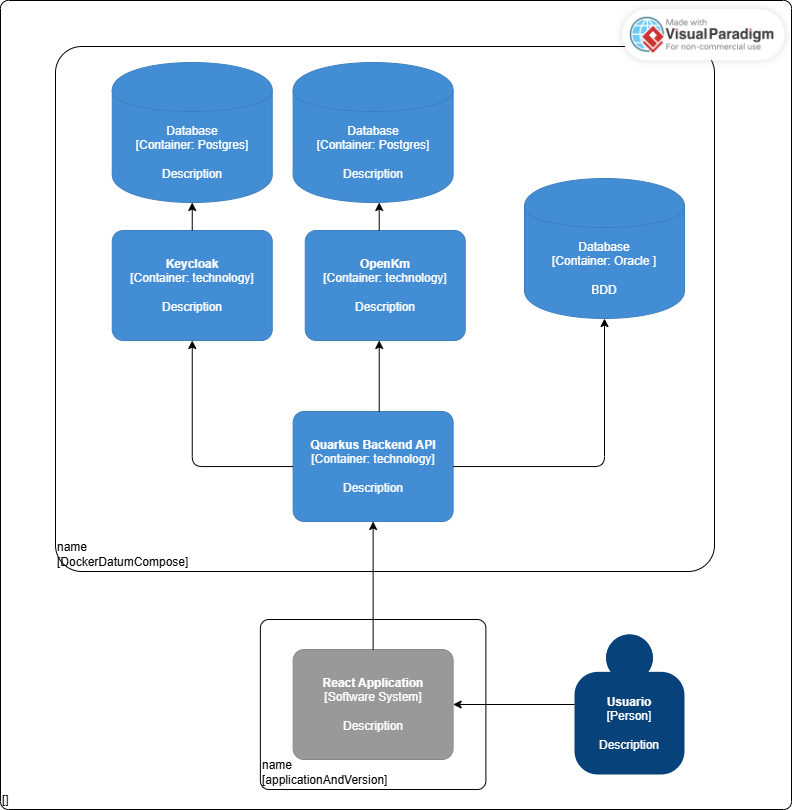 Made with
VisualParadigm
For non-commercial use
Database
[Container: Postgres]
Description
Database
[Container: Postgres]
Description
Database
[Container: Oracle ]
BDD
Keycloak
[Container: technology]
Description
OpenKm
[Container: technology]
Description
Quarkus Backend API
[Container: technology]
Description
name
[DockerDatumCompose]
React Application
[Software System]
Description
name
[applicationAndVersion]
Usuario
[Person]
Description
[]